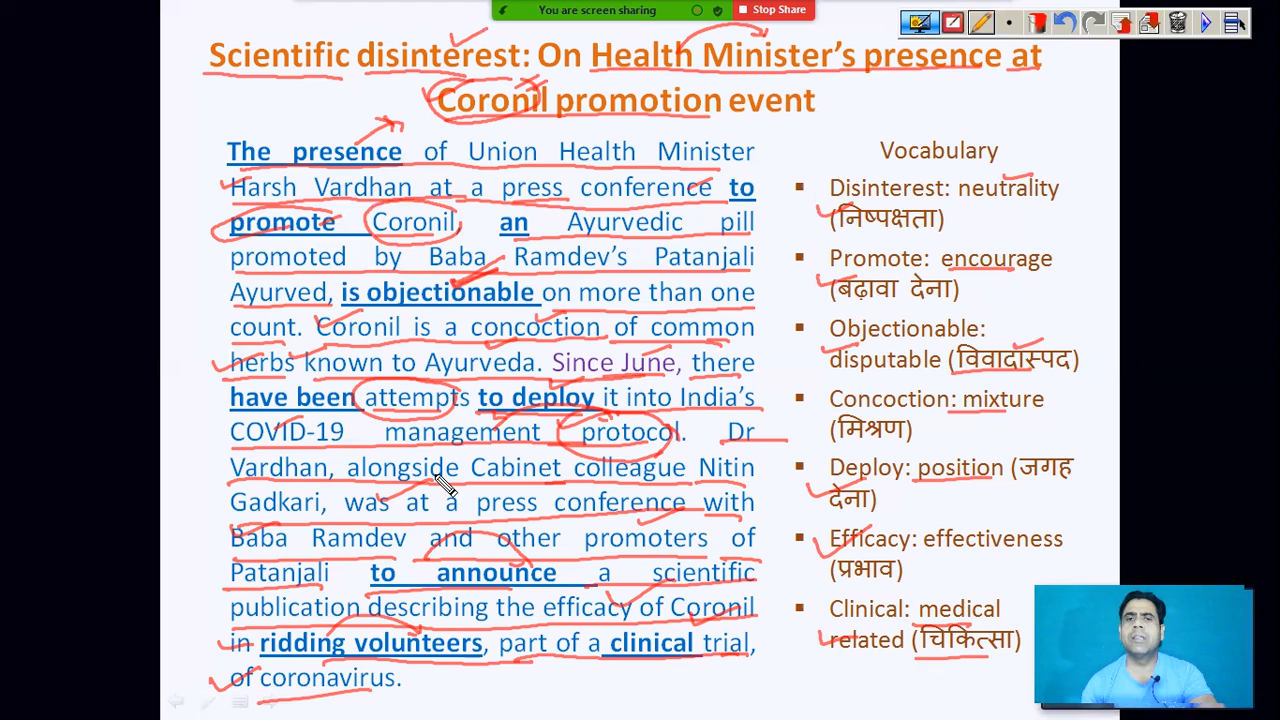 You are screen sharing
Stop Share
Scientific disinterest: On Health Minister's presence at
Coronil promotion event
The presence of Union Health Minister
Harsh Vardhan at a press conference to
promote Coronil, an Ayurvedic pill
promoted by Baba Ramdev's Patanjali
Ayurved, is objectionable on more than one
count. Coronil is a concoction of common
herbs known to Ayurveda. Since June, there
have been attempts to deploy it into India's
COVID-19 management protocol. Dr
Vardhan, alongside Cabinet colleague Nitin
Gadkari, was at a press conference with
Baba Ramdev and other promoters of
Patanjali to announce a scientific
publication describing the efficacy of Coronil
in ridding volunteers, part of a clinical trial,
of coronavirus.
Vocabulary
▪ Disinterest: neutrality
(निष्पक्षता)
▪ Promote: encourage
(बढ़ावा देना)
▪ Objectionable:
disputable (विवादास्पद)
▪ Concoction: mixture
(मिश्रण)
▪ Deploy: position (जगह
देना)
▪ Efficacy: effectiveness
(प्रभाव)
▪ Clinical: medical
related (चिकित्सा)